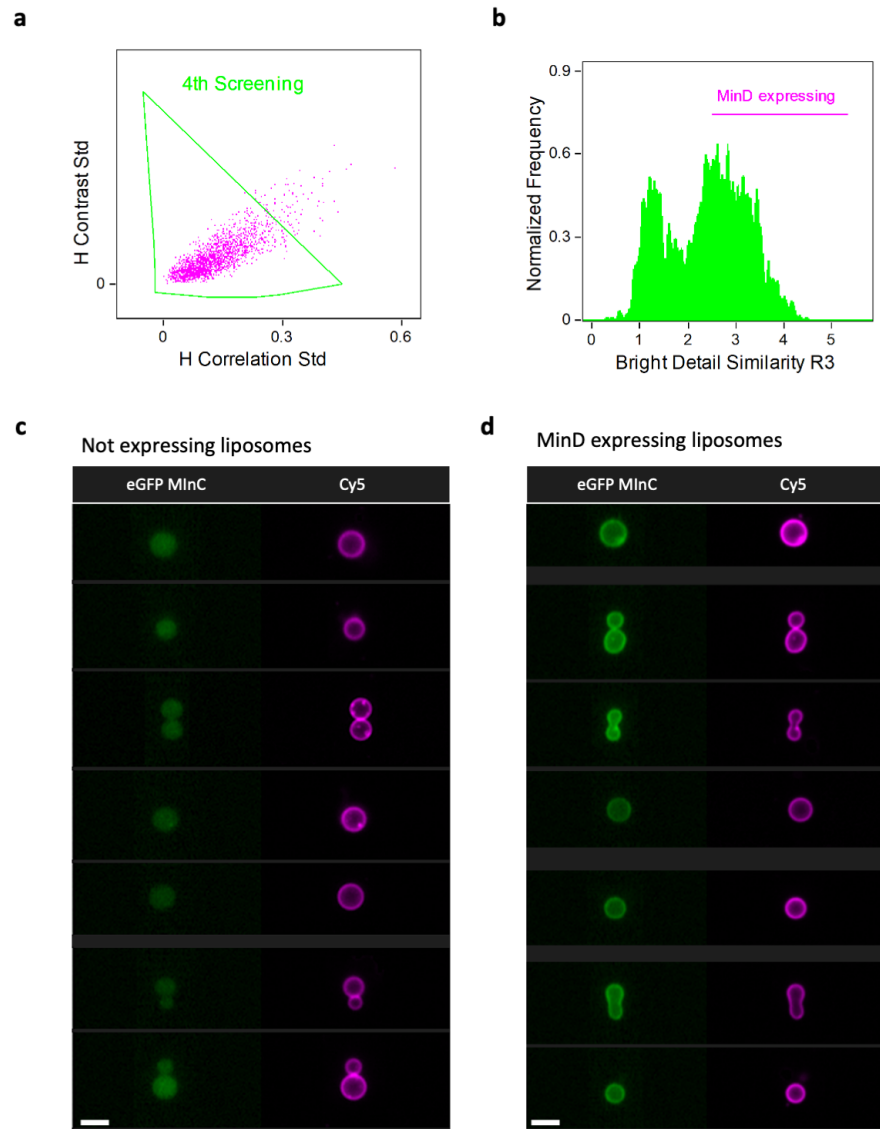 a
4th Screening
H Contrast Std
0
0 0.3 0.6
H Correlation Std
b
0.9
MinD expressing
Normalized Frequency
0.6
0.3
0
0 1 2 3 4 5
Bright Detail Similarity R3
c
Not expressing liposomes
eGFP MInC Cy5
d
MinD expressing liposomes
eGFP MInC Cy5